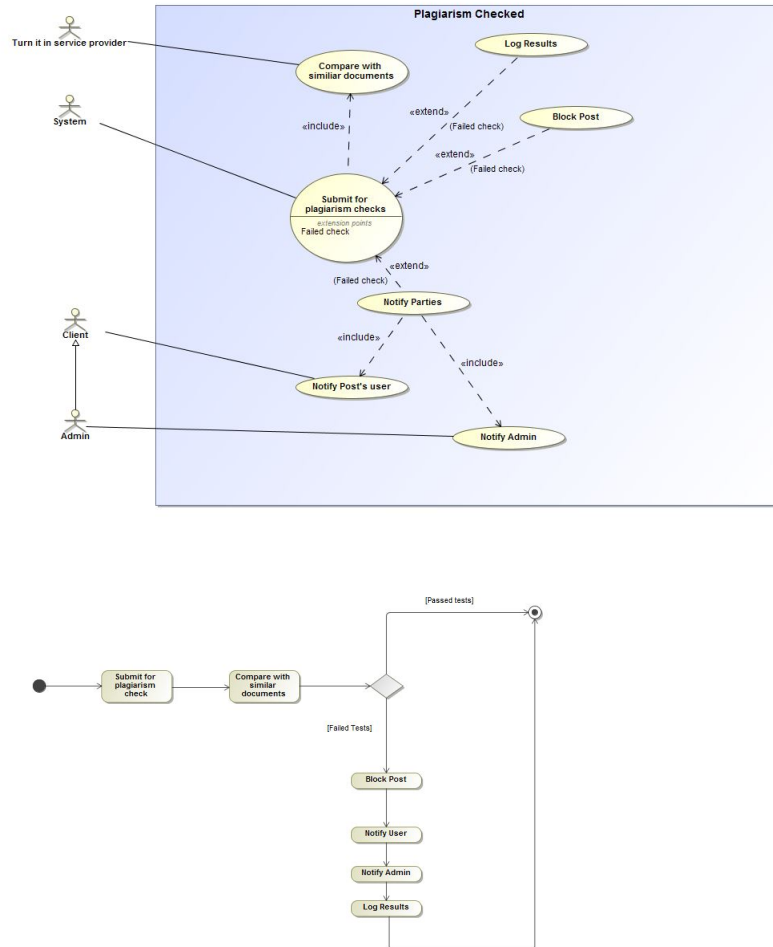 Plagiarism Checked
Turn it in service provider
Log Results
Compare with
similiar documents
System
«extend»
(Failed check)
Block Post
«include»
«extend»
(Failed check)
Submit for
plagiarism checks
extension points
Failed check
«extend»
(Failed check)
Notify Parties
Client
«include»
«include»
Notify Post's user
Admin
Notify Admin
[Passed tests]
Submit for
plagiarism
check
Compare with
similar
documents
[Failed Tests]
Block Post
Notify User
Notify Admin
Log Results